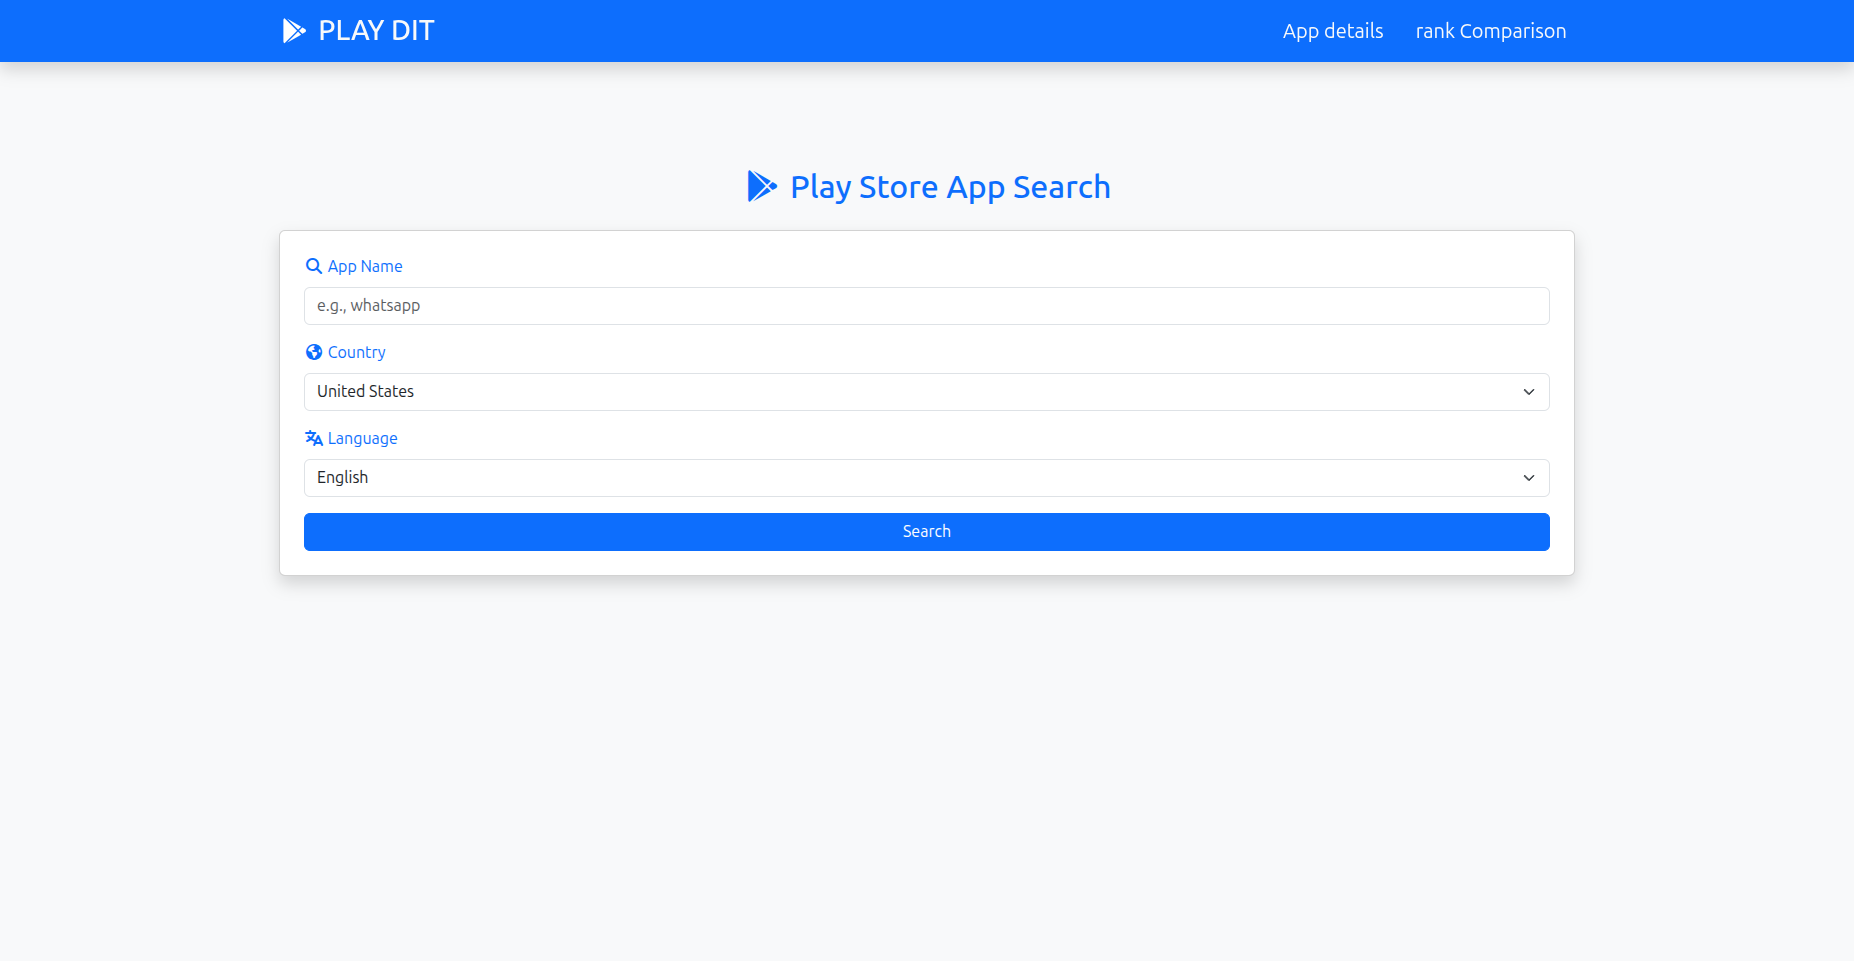 PLAY DIT
App details
rank Comparison
Play Store App Search
App Name
e.g., whatsapp
Country
United States
Language
English
Search